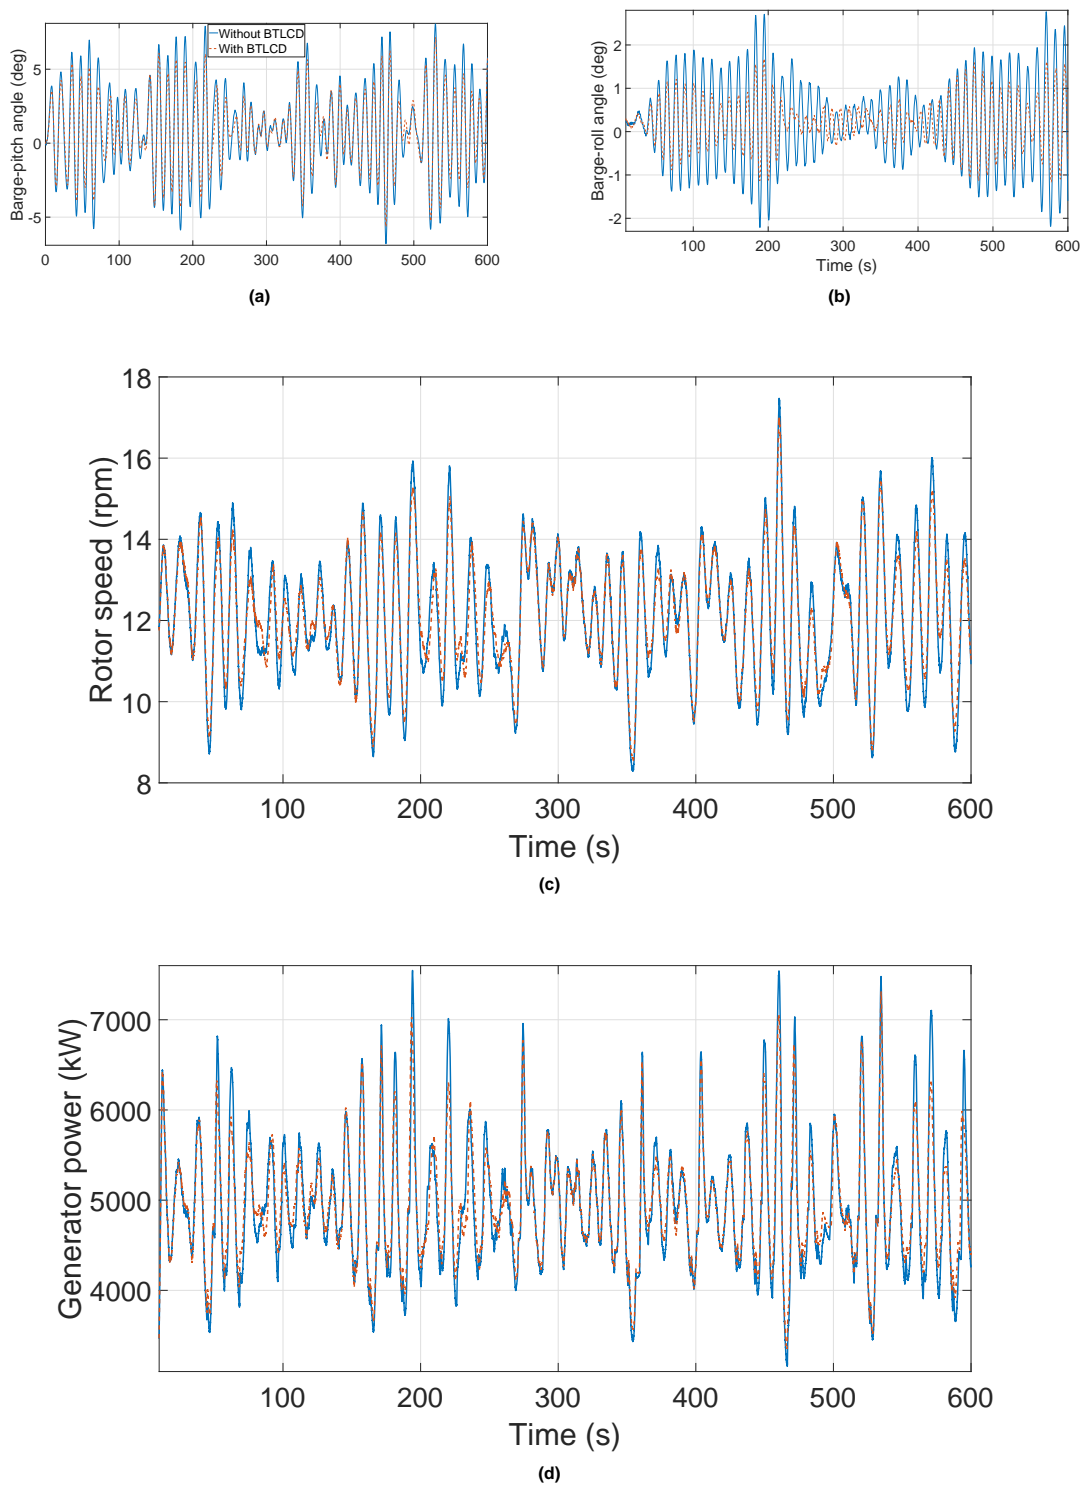 Barge-pitch angle (deg)
5
0
-5
0 100 200 300 400 500 600
Without BTLCD
With BTLCD
(a)
Barge-roll angle (deg)
2
1
0
-1
-2
100 200 300 400 500 600
Time (s)
(b)
Rotor speed (rpm)
18
16
14
12
10
8
100 200 300 400 500 600
Time (s)
(c)
Generator power (kW)
7000
6000
5000
4000
100 200 300 400 500 600
Time (s)
(d)